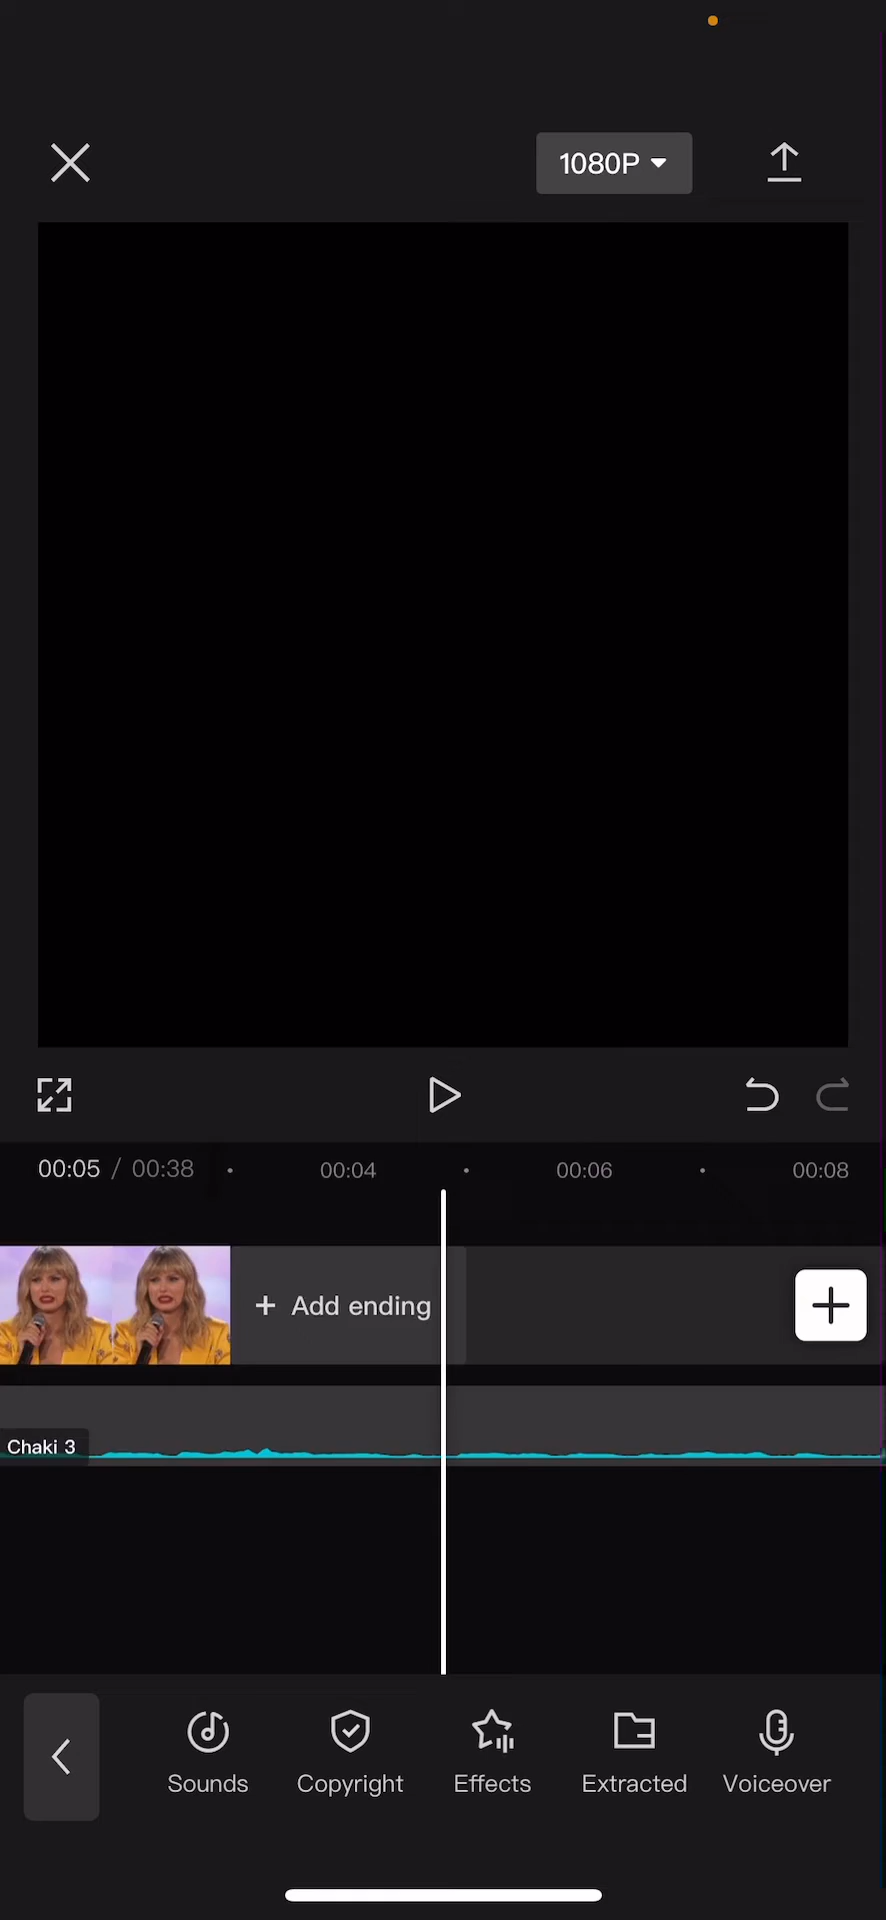 1080P
00:05 / 00:38
00:04
00:06
00:08
+ Add ending
Chaki 3
Sounds
Copyright
Effects
Extracted
Voiceover